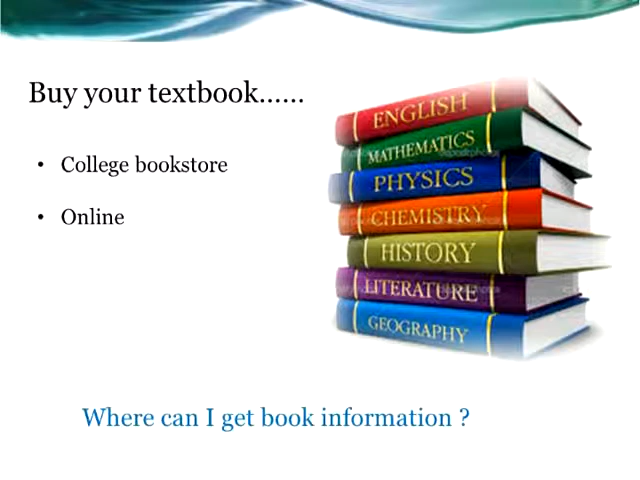 Buy your textbook......
• College bookstore
• Online
ENGLISH
MATHEMATICS
PHYSICS
CHEMISTRY
HISTORY
LITERATURE
GEOGRAPHY
Where can I get book information ?